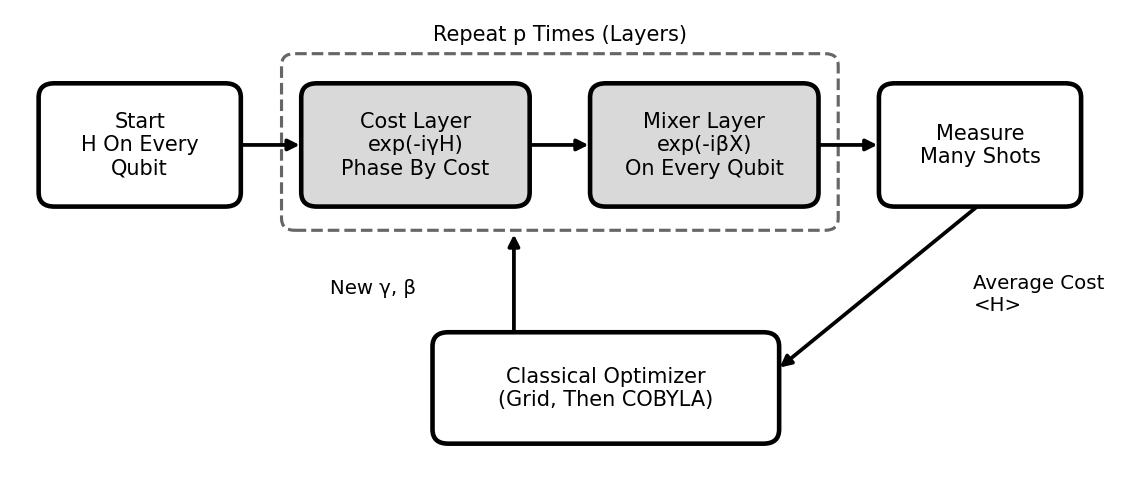 Repeat p Times (Layers)
Start
H On Every
Qubit
Cost Layer
exp(-iγH)
Phase By Cost
Mixer Layer
exp(-iβX)
On Every Qubit
Measure
Many Shots
New γ, β
Average Cost
<H>
Classical Optimizer
(Grid, Then COBYLA)